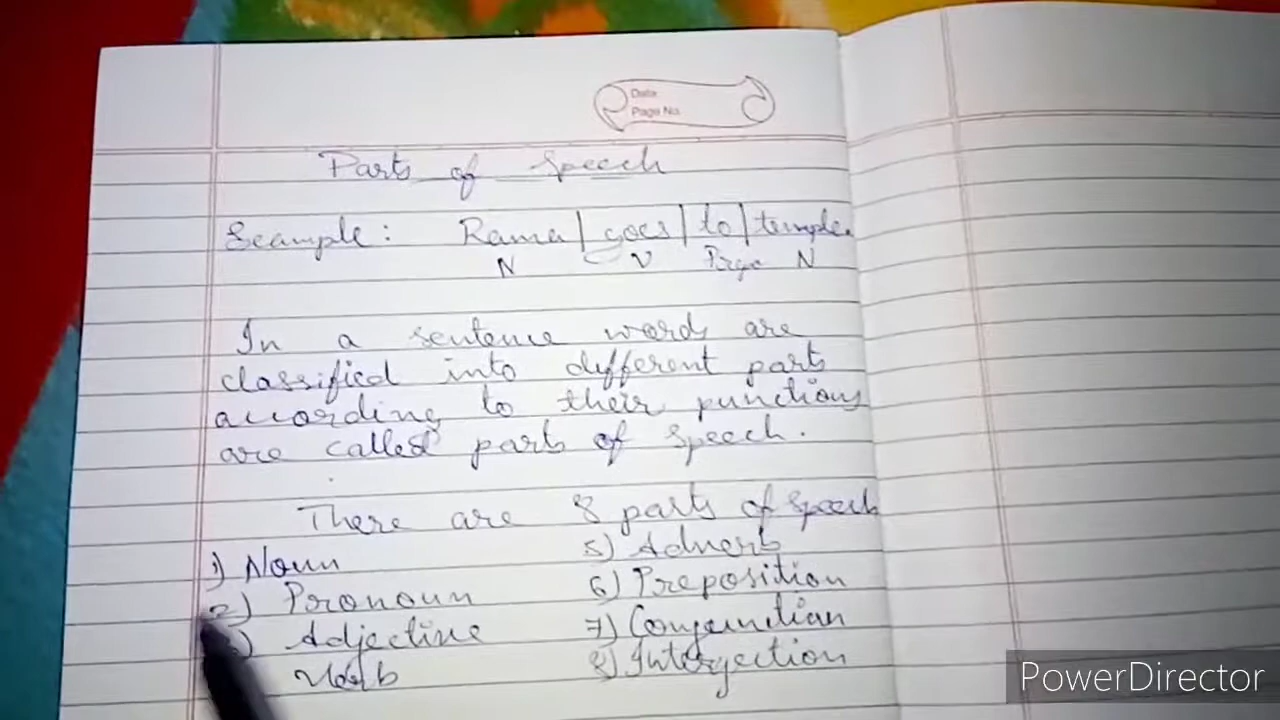 Date
Page No.
Parts of Speech
Example: Rama | goes | to | temple.
N V Prep N
In a sentence words are
classified into different parts
according to their functions
are called parts of speech.
There are 8 parts of Speech
1) Noun
2) Pronoun
3) Adjective
Verb
5) Adverb
6) Preposition
7) Conjunction
8) Interjection
PowerDirector